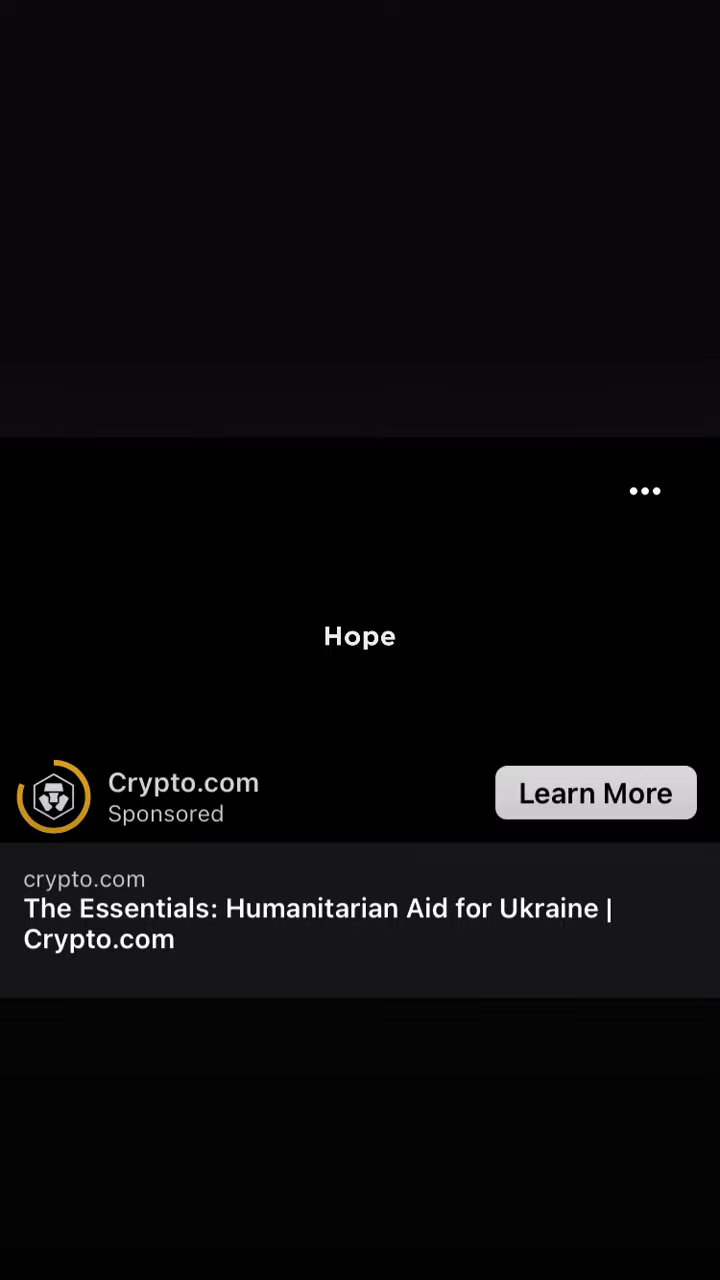 Hope
Crypto.com
Sponsored
Learn More
crypto.com
The Essentials: Humanitarian Aid for Ukraine |
Crypto.com